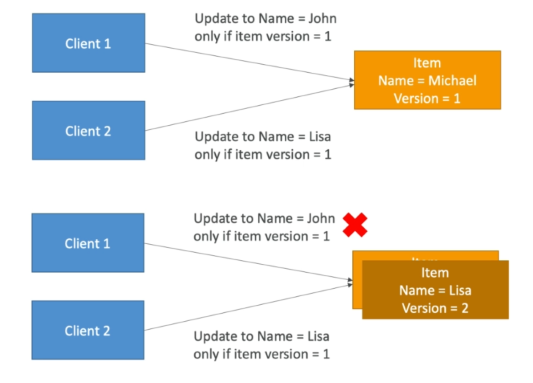 Client 1
Update to Name = John
only if item version = 1
Item
Name = Michael
Version = 1
Client 2
Update to Name = Lisa
only if item version = 1
Client 1
Update to Name = John
only if item version = 1
Item
Name = Lisa
Version = 2
Client 2
Update to Name = Lisa
only if item version = 1